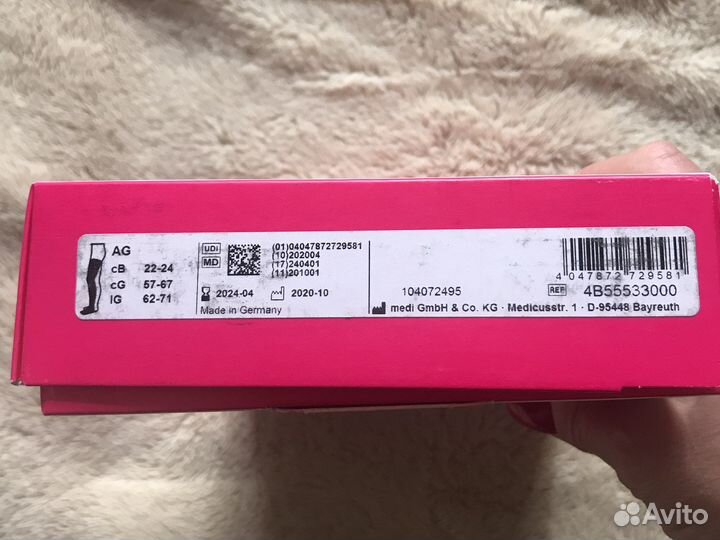 AG
cB 22-24
cG 57-67
lG 62-71
UDI
MD
(01)04047872729581
(10)202004
(17)240401
(11)201001
2024-04 2020-10
Made in Germany
104072495
4 047872 729581
REF 4B55533000
medi GmbH & Co. KG · Medicusstr. 1 · D-95448 Bayreuth
Avito